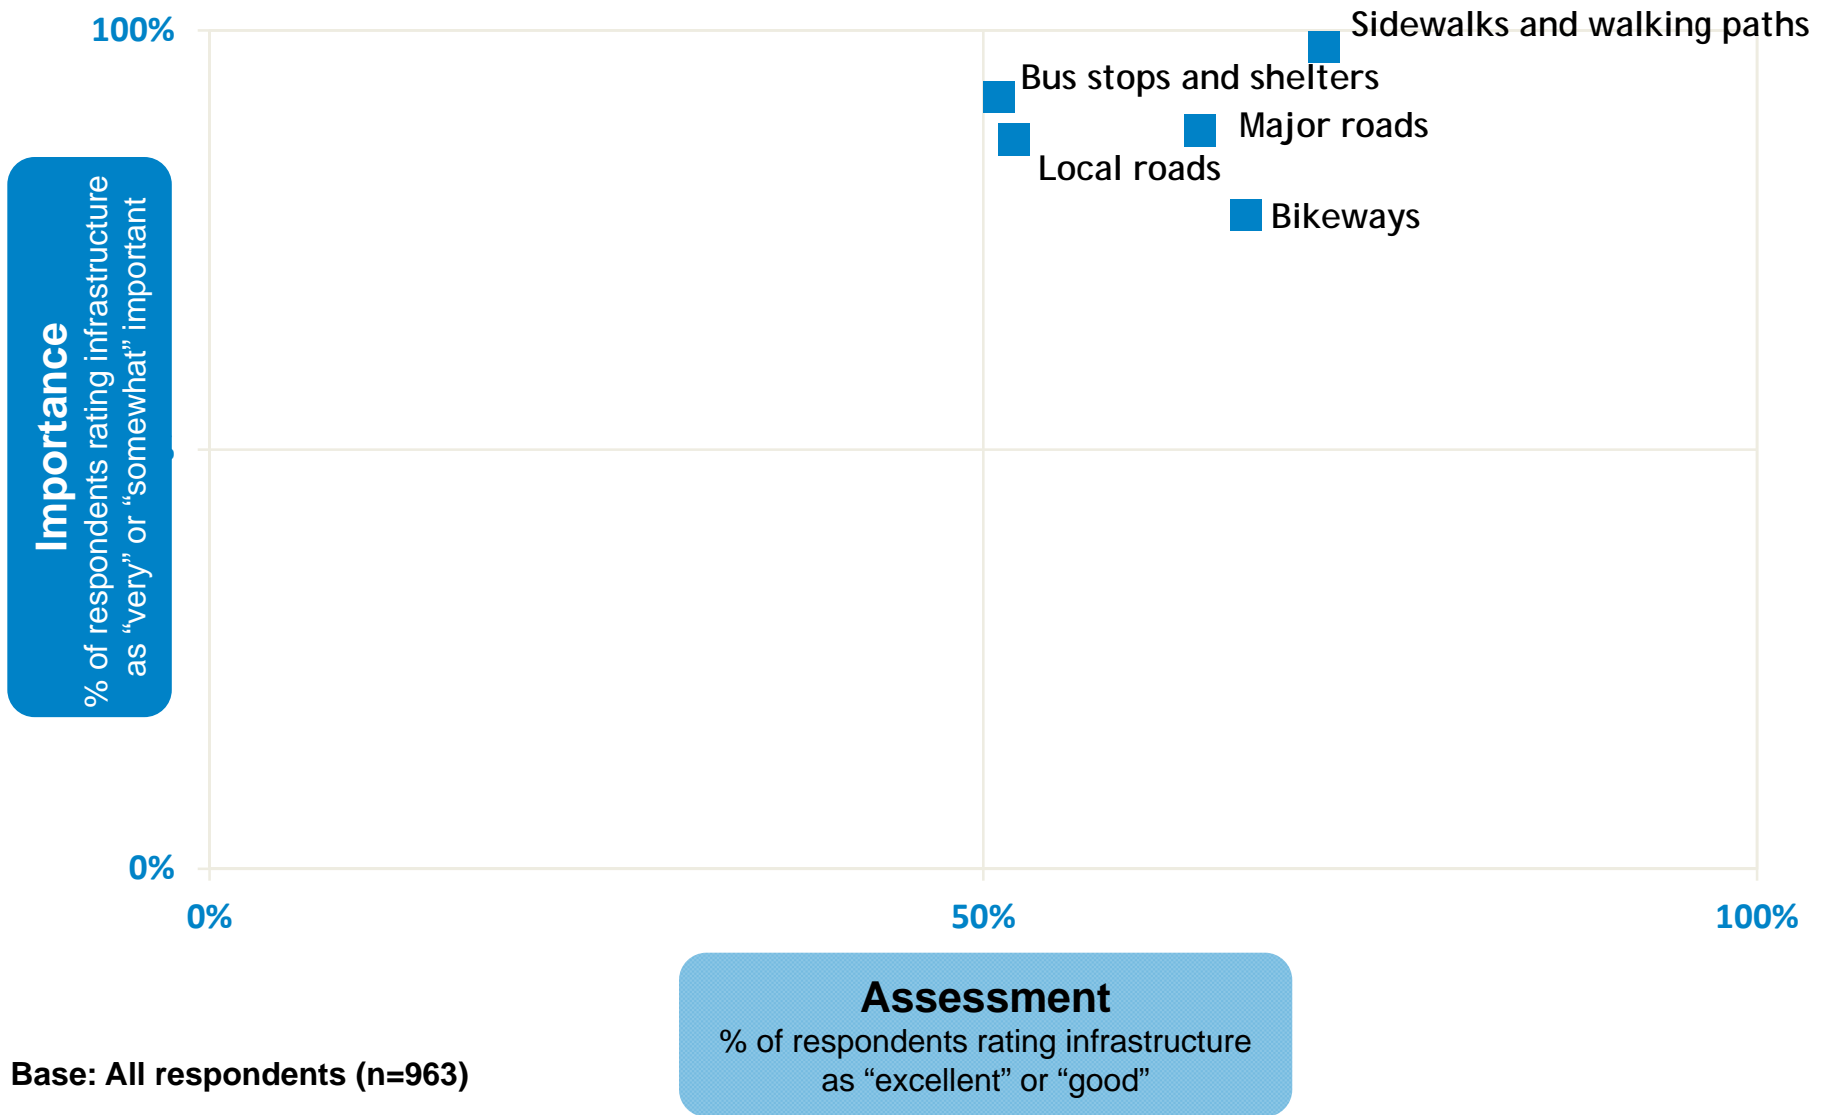 100%
Sidewalks and walking paths
Bus stops and shelters
Major roads
Local roads
Bikeways
Importance
% of respondents rating infrastructure
as “very” or “somewhat” important
0%
0%
50%
100%
Assessment
% of respondents rating infrastructure
as “excellent” or “good”
Base: All respondents (n=963)